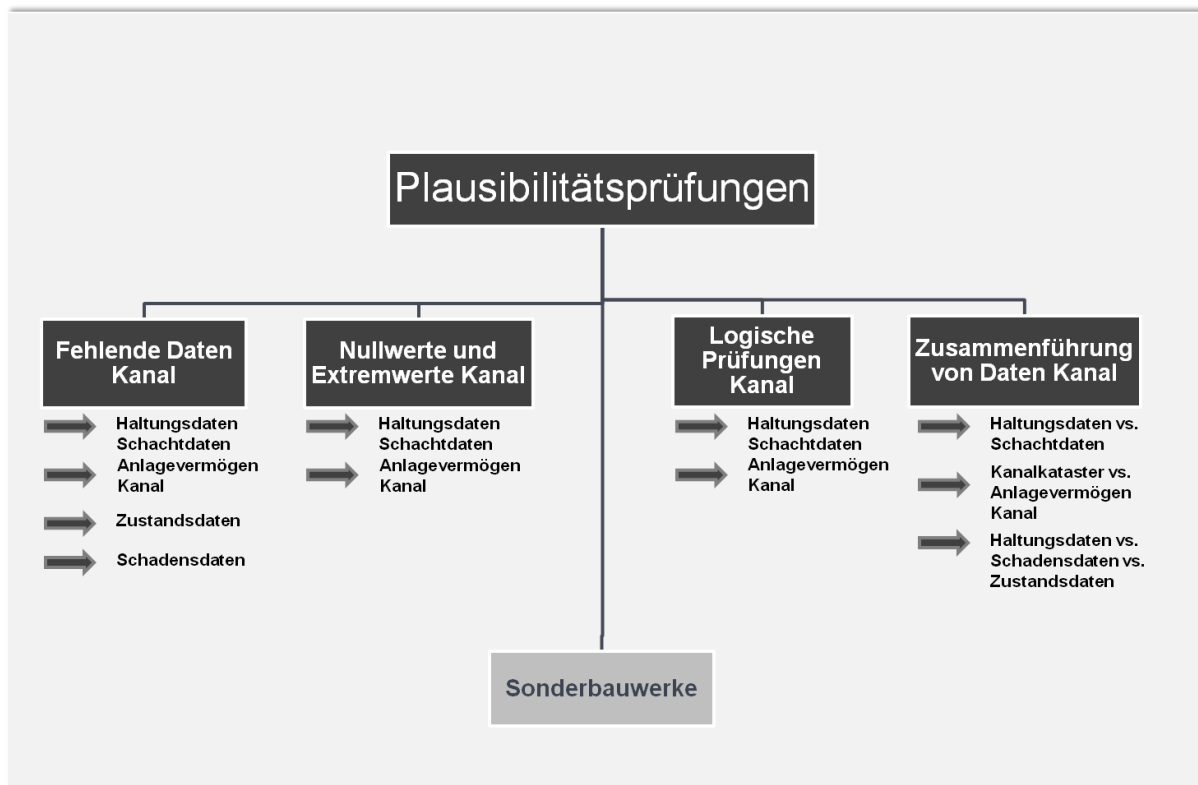 Plausibilitätsprüfungen
Fehlende Daten
Kanal
Haltungsdaten
Schachtdaten
Anlagevermögen
Kanal
Zustandsdaten
Schadensdaten
Nullwerte und
Extremwerte Kanal
Haltungsdaten
Schachtdaten
Anlagevermögen
Kanal
Logische
Prüfungen
Kanal
Haltungsdaten
Schachtdaten
Anlagevermögen
Kanal
Zusammenführung
von Daten Kanal
Haltungsdaten vs.
Schachtdaten
Kanalkataster vs.
Anlagevermögen
Kanal
Haltungsdaten vs.
Schadensdaten vs.
Zustandsdaten
Sonderbauwerke